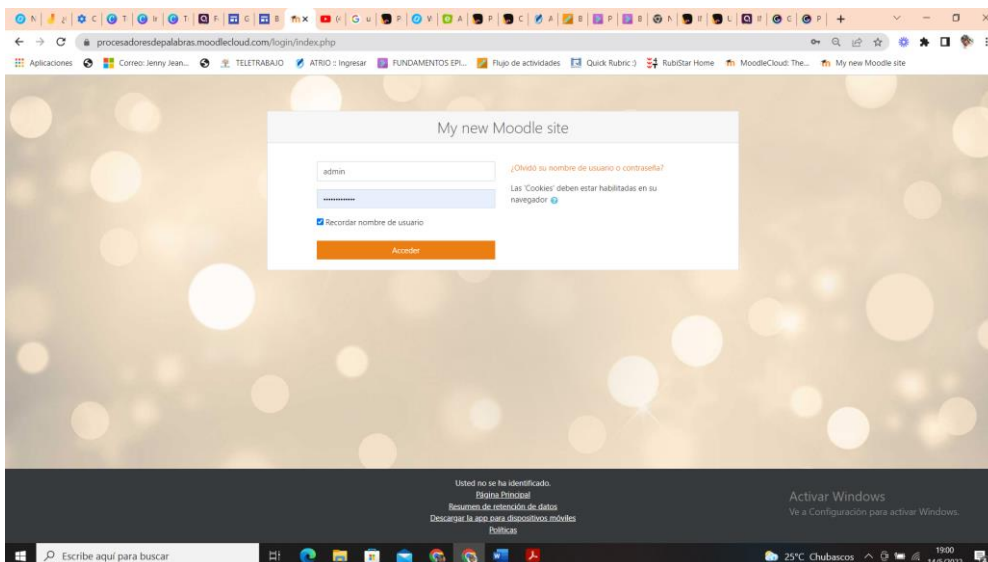 procesadoresdepalabras.moodlecloud.com/login/index.php
Aplicaciones Correo: Jenny Jean... TELETRABAJO ATRIO :: Ingresar FUNDAMENTOS EPI... Flujo de actividades Quick Rubric :) RubiStar Home MoodleCloud: The... My new Moodle site
My new Moodle site
admin
¿Olvidó su nombre de usuario o contraseña?
Las 'Cookies' deben estar habilitadas en su
navegador
Recordar nombre de usuario
Acceder
Usted no se ha identificado.
Página Principal
Resumen de retención de datos
Descargar la app para dispositivos móviles
Políticas
Activar Windows
Ve a Configuración para activar Windows.
Escribe aquí para buscar
25°C Chubascos
19:00
14/5/2022